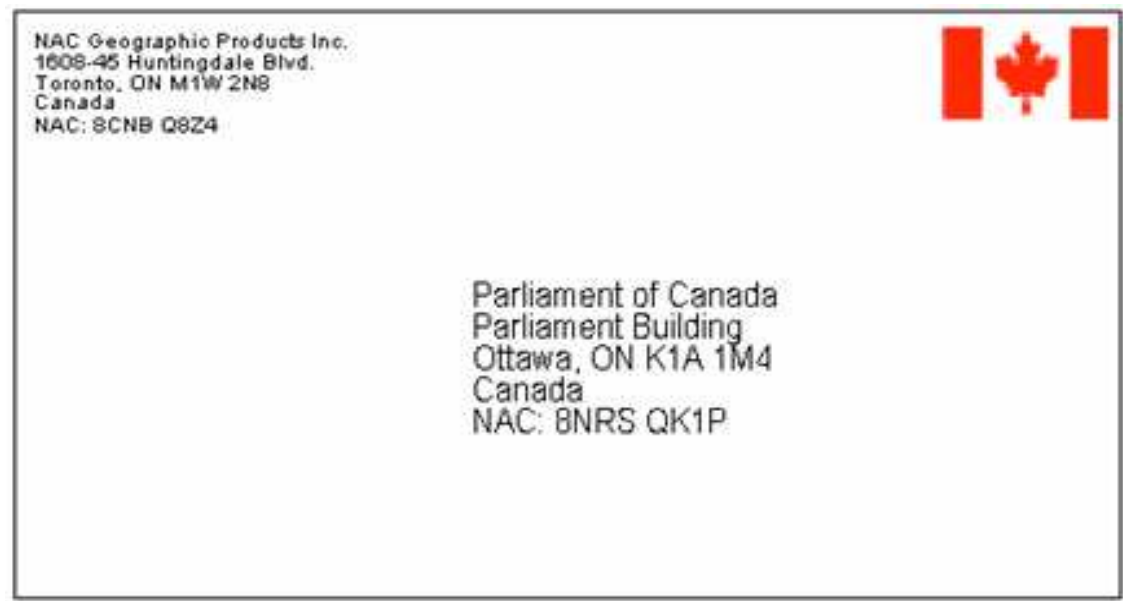 NAC Geographic Products Inc.
1608-45 Huntingdale Blvd.
Toronto, ON M1W 2N8
Canada
NAC: 8CNB Q8Z4
Parliament of Canada
Parliament Building
Ottawa, ON K1A 1M4
Canada
NAC: 8NRS QK1P